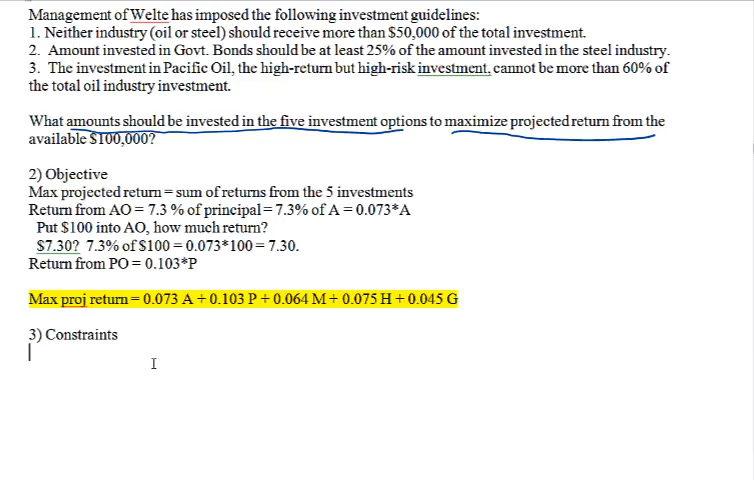 Management of Welte has imposed the following investment guidelines:
1. Neither industry (oil or steel) should receive more than $50,000 of the total investment.
2. Amount invested in Govt. Bonds should be at least 25% of the amount invested in the steel industry.
3. The investment in Pacific Oil, the high-return but high-risk investment, cannot be more than 60% of
the total oil industry investment.
What amounts should be invested in the five investment options to maximize projected return from the
available $100,000?
2) Objective
Max projected return = sum of returns from the 5 investments
Return from AO = 7.3 % of principal = 7.3% of A = 0.073*A
Put $100 into AO, how much return?
$7.30? 7.3% of $100 = 0.073*100 = 7.30.
Return from PO = 0.103*P
Max proj return = 0.073 A + 0.103 P + 0.064 M + 0.075 H + 0.045 G
3) Constraints